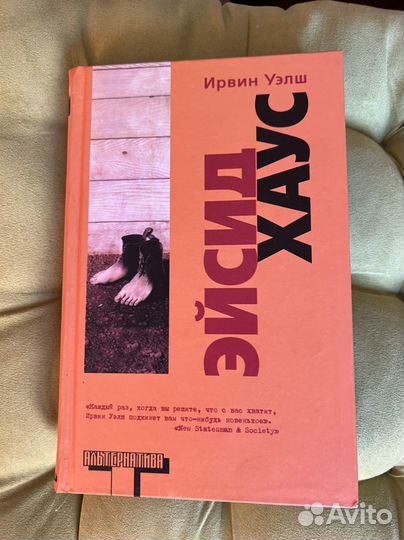 Ирвин Уэлш
ЭЙСИД
ХАУС
«Каждый раз, когда вы решите, что с вас хватит,
Ирвин Уэлш подкинет вам что-нибудь новенькое».
«New Statesman & Society»
АЛЬТЕРНАТИВА
Avito